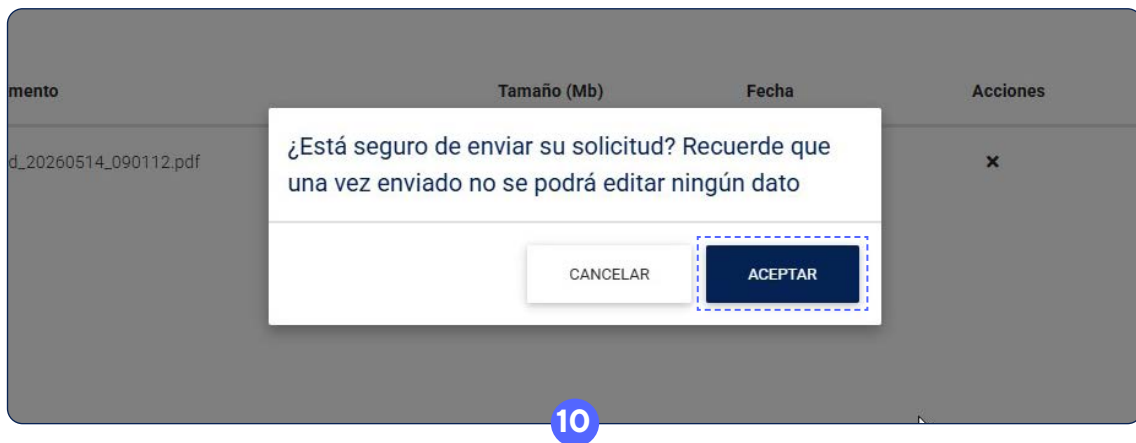 mento Tamaño (Mb) Fecha Acciones
d_20260514_090112.pdf
¿Está seguro de enviar su solicitud? Recuerde que
una vez enviado no se podrá editar ningún dato
CANCELAR ACEPTAR
10